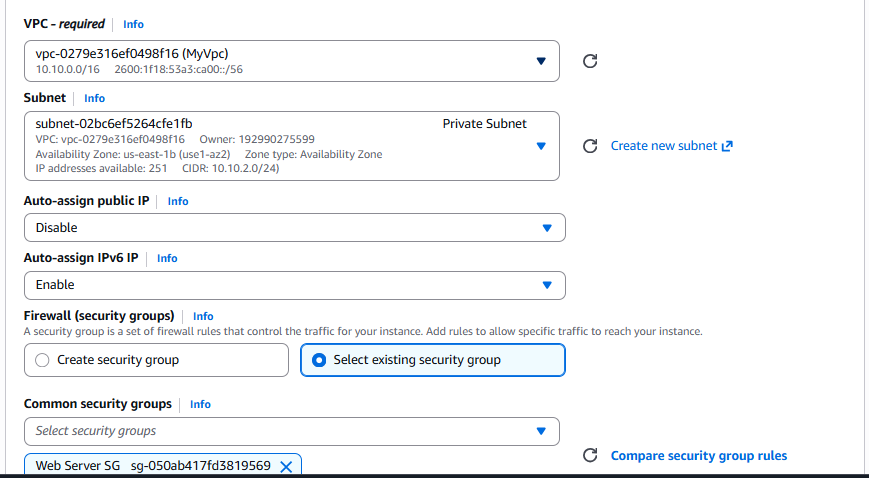 VPC – required Info
vpc-0279e316ef0498f16 (MyVpc)
10.10.0.0/16 2600:1f18:53a3:ca00::/56
Subnet Info
subnet-02bc6ef5264cfe1fb Private Subnet
VPC: vpc-0279e316ef0498f16 Owner: 192990275599
Availability Zone: us-east-1b (use1-az2) Zone type: Availability Zone
IP addresses available: 251 CIDR: 10.10.2.0/24)
Create new subnet
Auto-assign public IP Info
Disable
Auto-assign IPv6 IP Info
Enable
Firewall (security groups) Info
A security group is a set of firewall rules that control the traffic for your instance. Add rules to allow specific traffic to reach your instance.
Create security group Select existing security group
Common security groups Info
Select security groups
Web Server SG sg-050ab417fd3819569
Compare security group rules